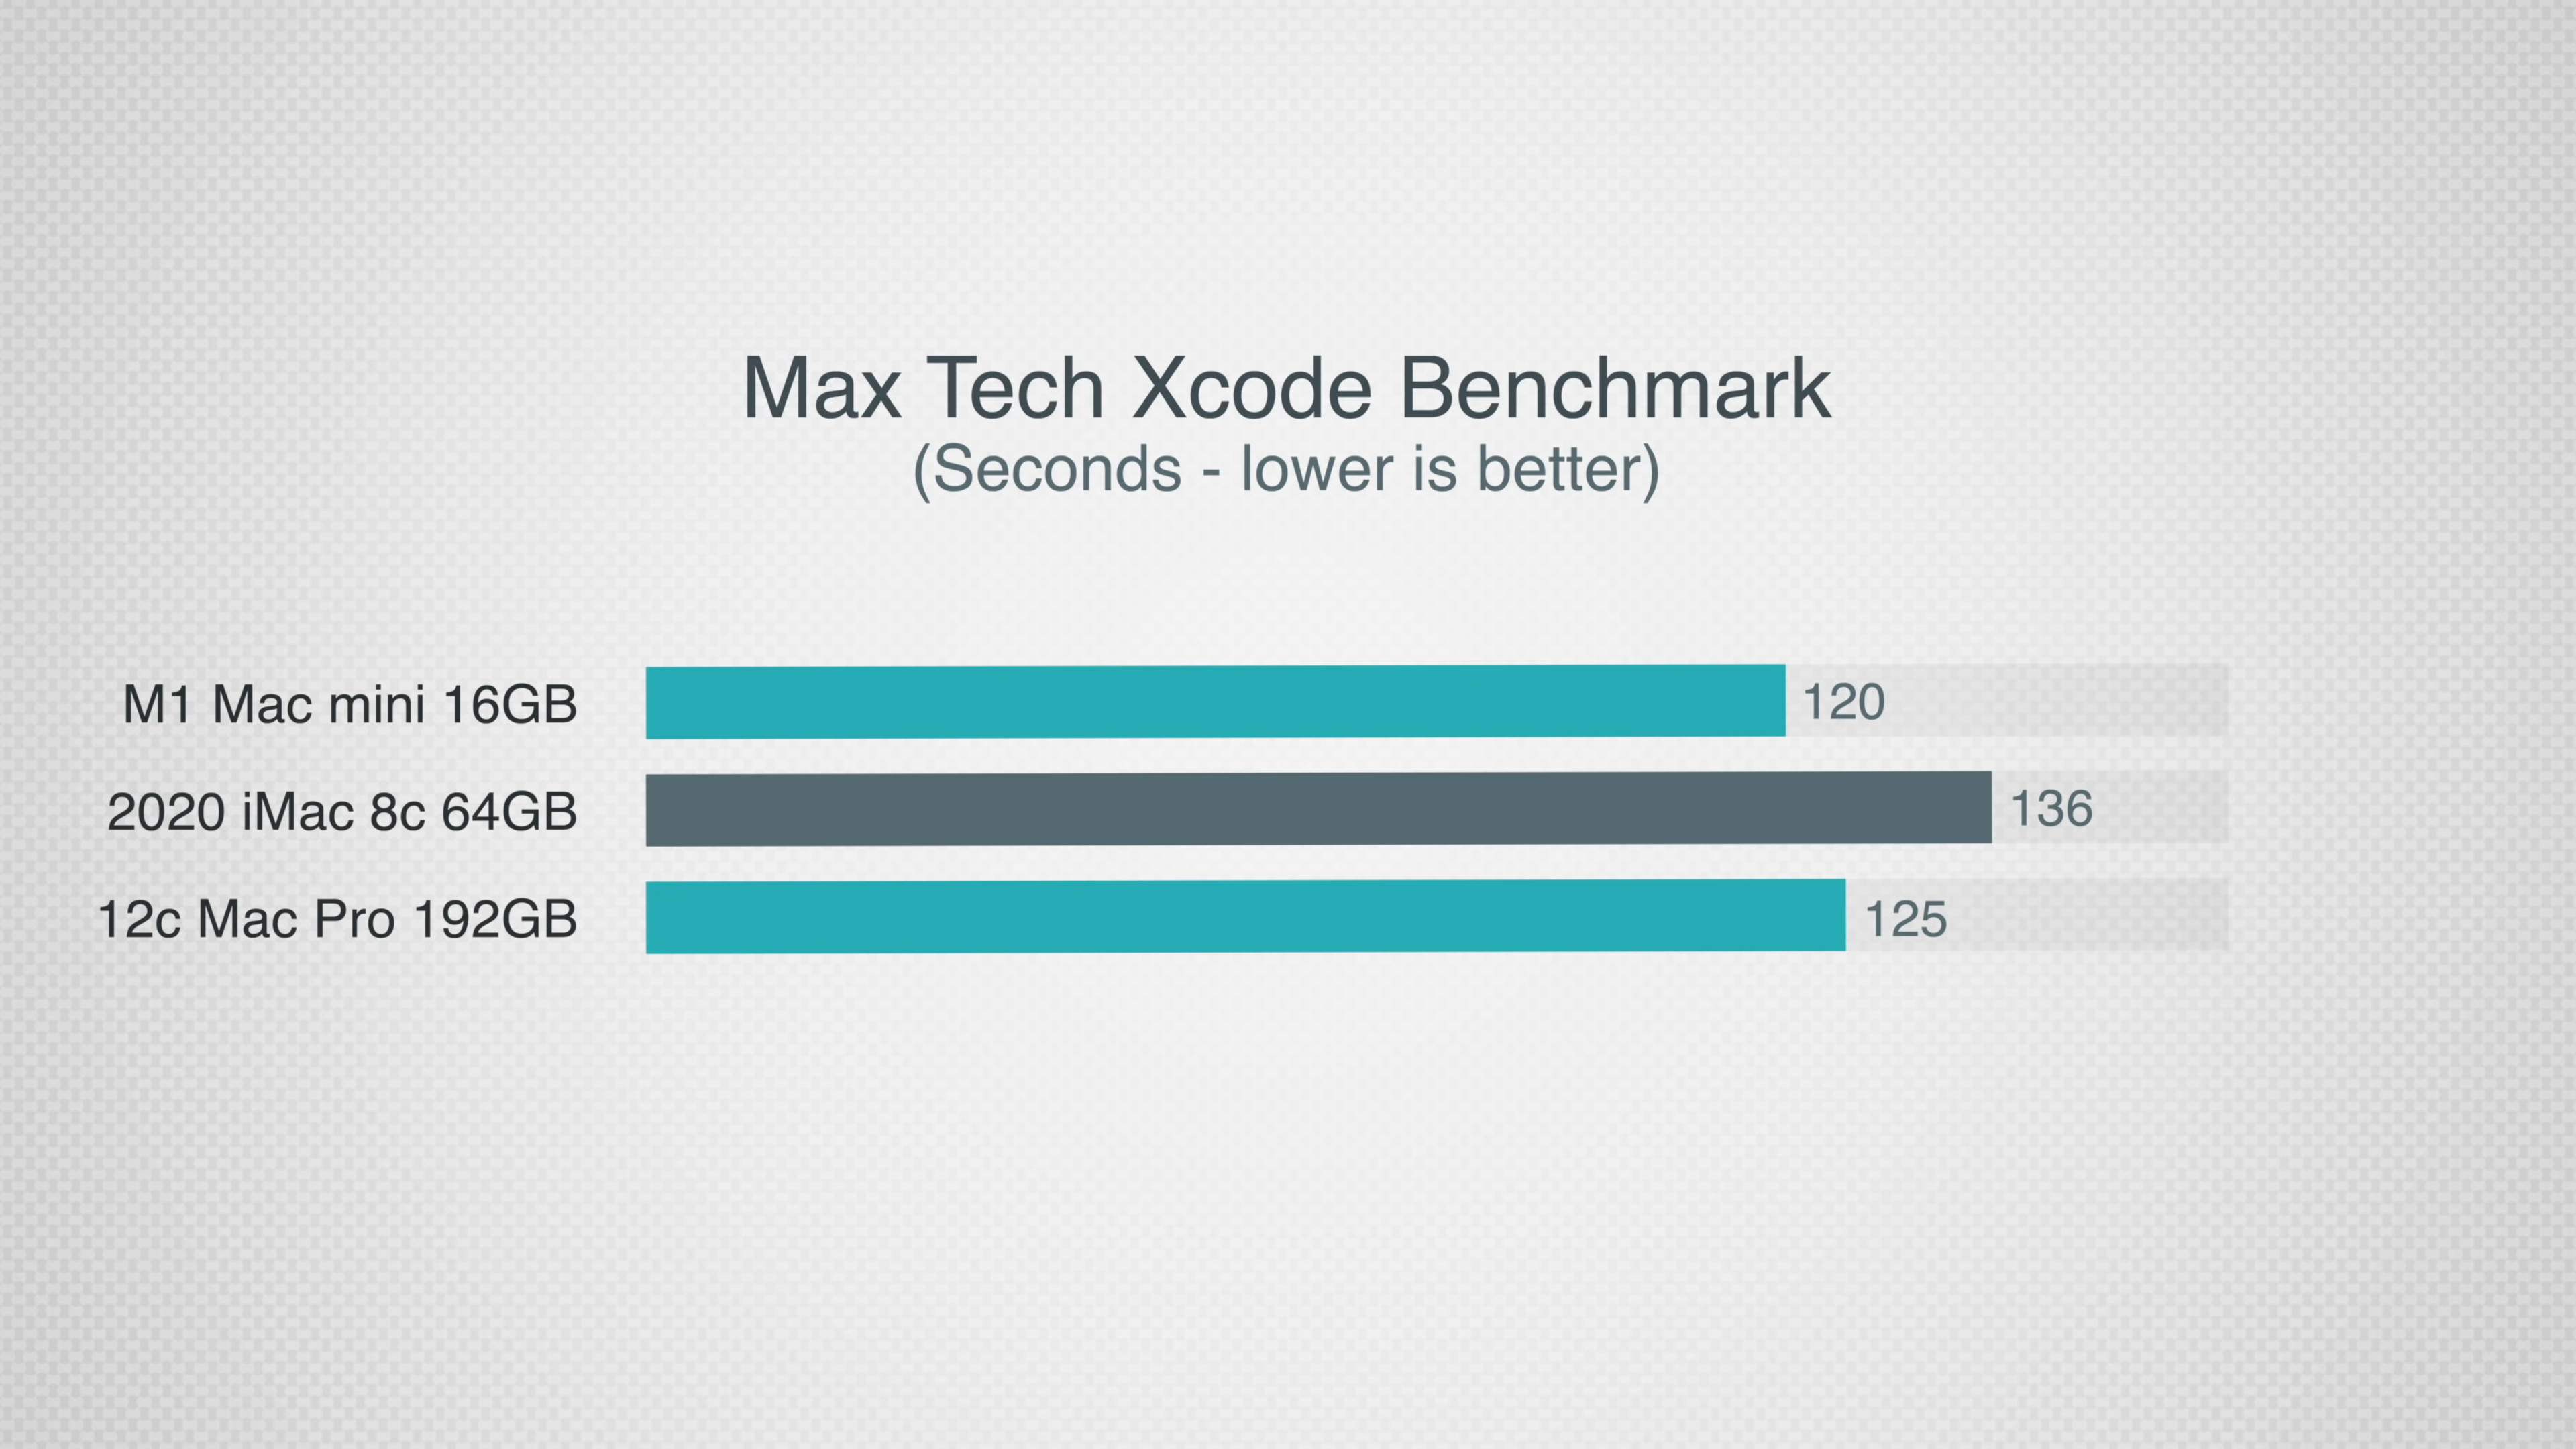 Max Tech Xcode Benchmark
(Seconds - lower is better)
M1 Mac mini 16GB 120
2020 iMac 8c 64GB 136
12c Mac Pro 192GB 125